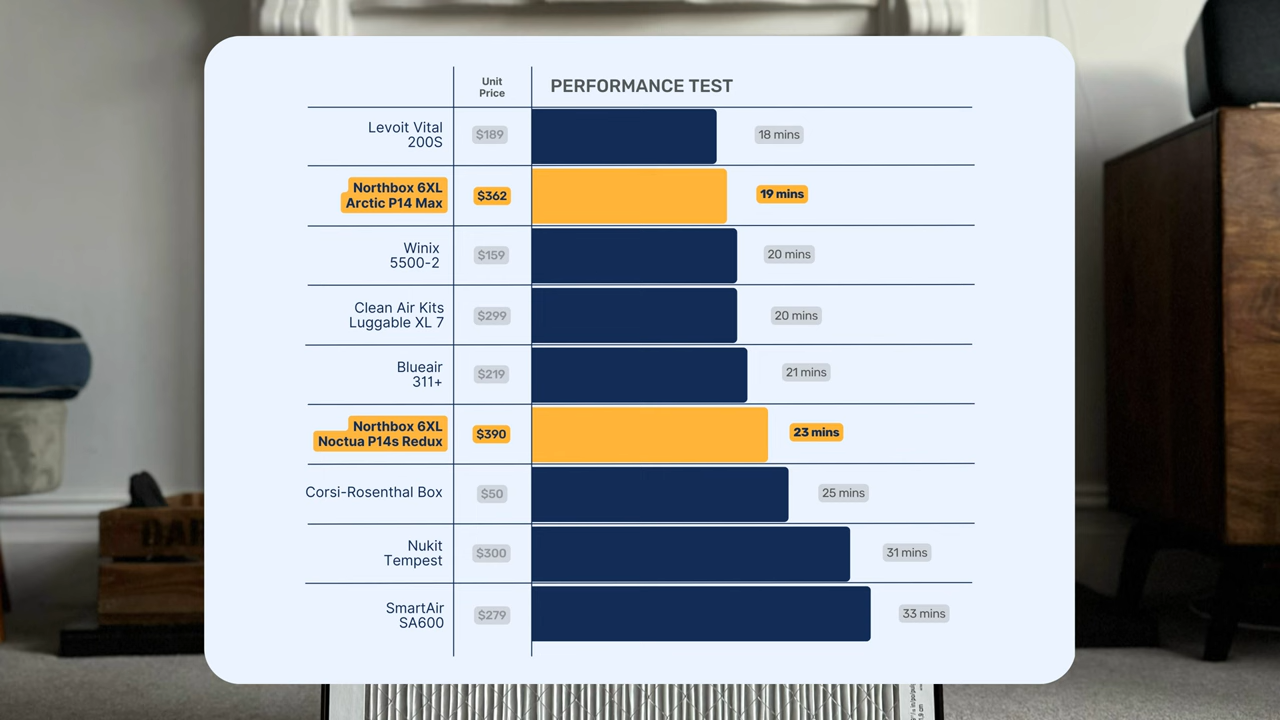 Unit
Price
PERFORMANCE TEST
Levoit Vital
200S
$189
18 mins
Northbox 6XL
Arctic P14 Max
$362
19 mins
Winix
5500-2
$159
20 mins
Clean Air Kits
Luggable XL 7
$299
20 mins
Blueair
311+
$219
21 mins
Northbox 6XL
Noctua P14s Redux
$390
23 mins
Corsi-Rosenthal Box
$50
25 mins
Nukit
Tempest
$300
31 mins
SmartAir
SA600
$279
33 mins